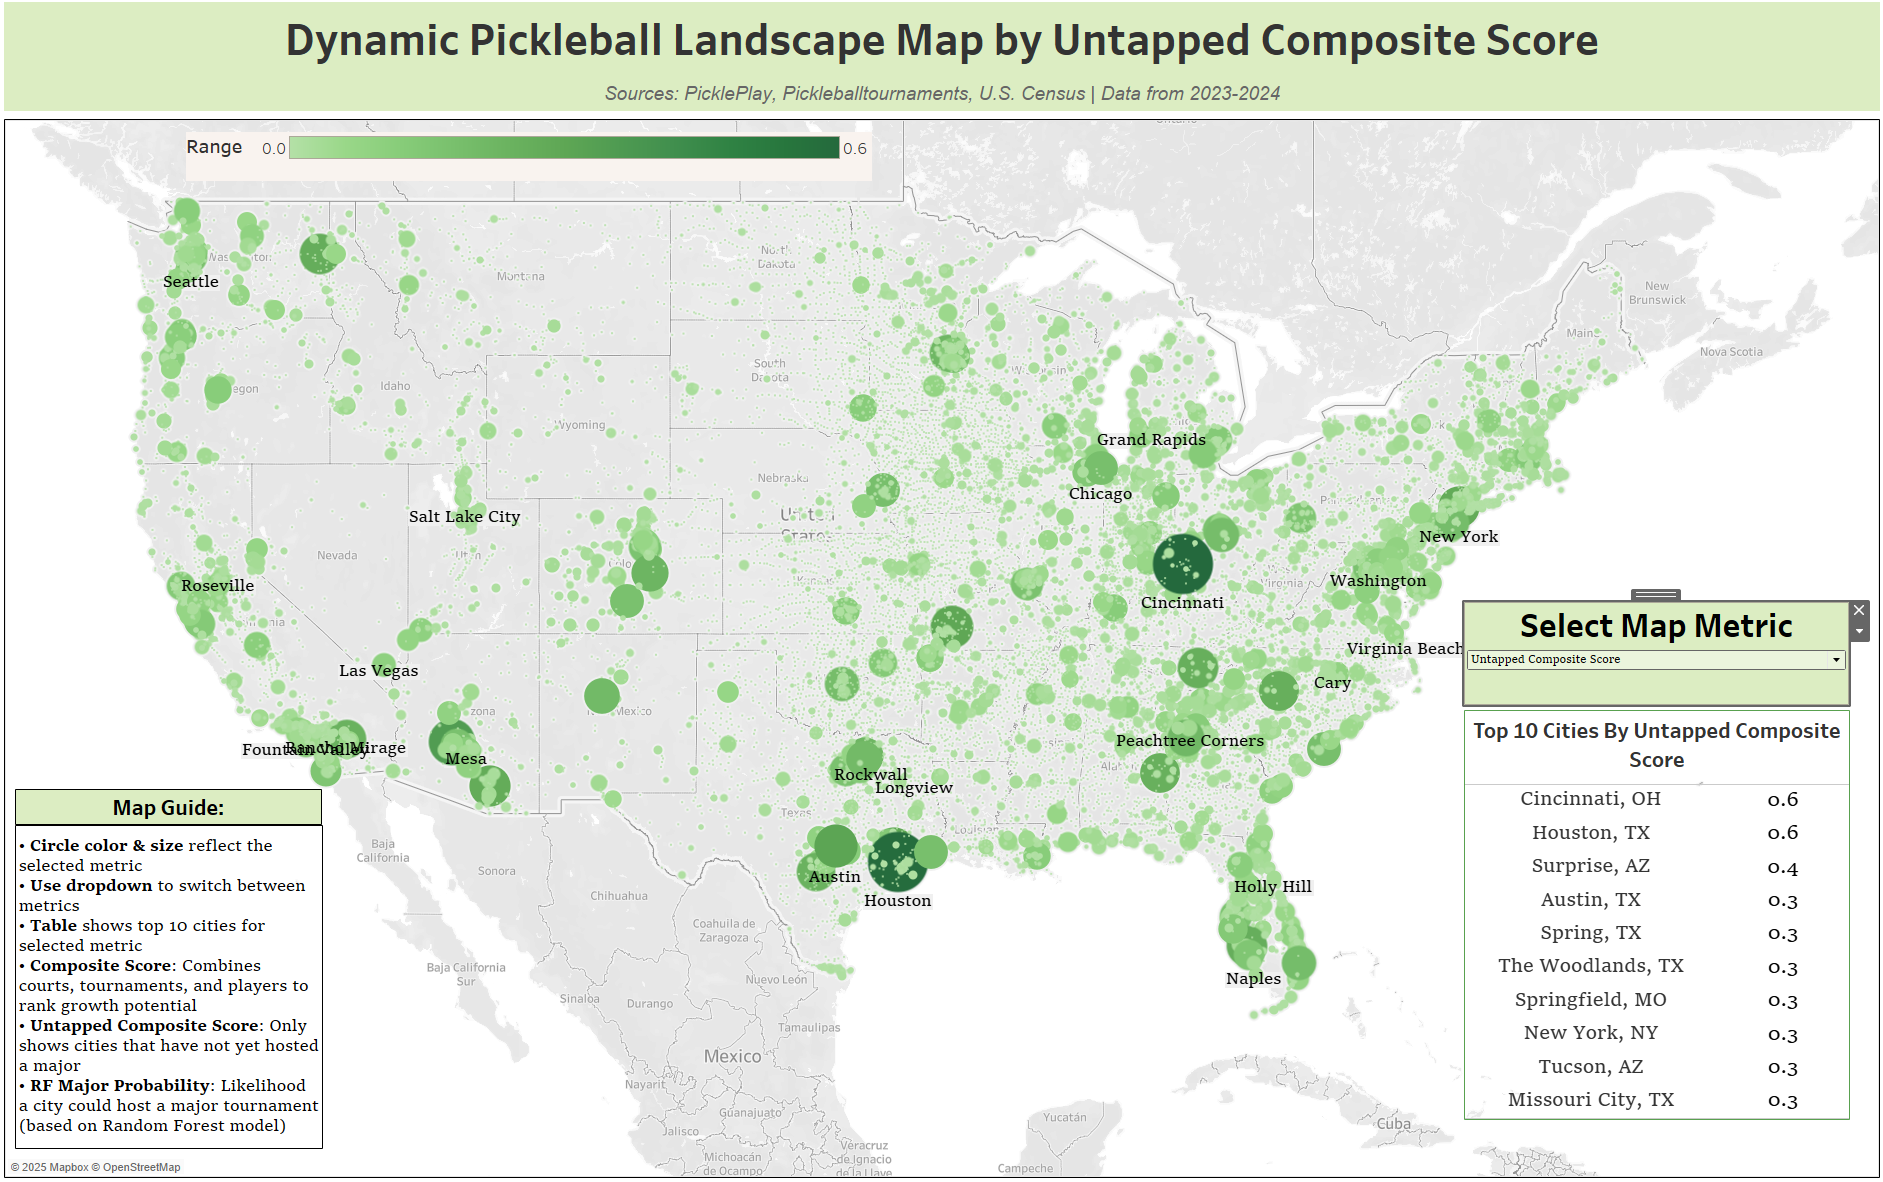 Dynamic Pickleball Landscape Map by Untapped Composite Score
Sources: PicklePlay, Pickleballtournaments, U.S. Census | Data from 2023-2024
Range
0.0
0.6
Ontario
Seattle
Montana
North
Dakota
New
Brunswick
Maine
Nova Scotia
South
Dakota
Idaho
Wyoming
Grand Rapids
Chicago
Nebraska
Salt Lake City
United
States
New York
Nevada
Utah
Roseville
Washington
Virginia
Cincinnati
Virginia Beach
Las Vegas
Cary
New Mexico
Fountain Valley
Rancho Mirage
Mesa
Peachtree Corners
Rockwall
Longview
Texas
Austin
Houston
Holly Hill
Naples
Baja
California
Sonora
Chihuahua
Coahuila de
Zaragoza
Baja California
Sur
Nuevo León
Sinaloa
Durango
Tamaulipas
Mexico
Nayarit
Guanajuato
Jalisco
Michoacán
de Ocampo
Veracruz
de Ignacio
de la Llave
Yucatán
Campeche
Cuba
Select Map Metric
Untapped Composite Score
Top 10 Cities By Untapped Composite
Score
Cincinnati, OH 0.6
Houston, TX 0.6
Surprise, AZ 0.4
Austin, TX 0.3
Spring, TX 0.3
The Woodlands, TX 0.3
Springfield, MO 0.3
New York, NY 0.3
Tucson, AZ 0.3
Missouri City, TX 0.3
Map Guide:
• Circle color & size reflect the
selected metric
• Use dropdown to switch between
metrics
• Table shows top 10 cities for
selected metric
• Composite Score: Combines
courts, tournaments, and players to
rank growth potential
• Untapped Composite Score: Only
shows cities that have not yet hosted
a major
• RF Major Probability: Likelihood
a city could host a major tournament
(based on Random Forest model)
© 2025 Mapbox © OpenStreetMap